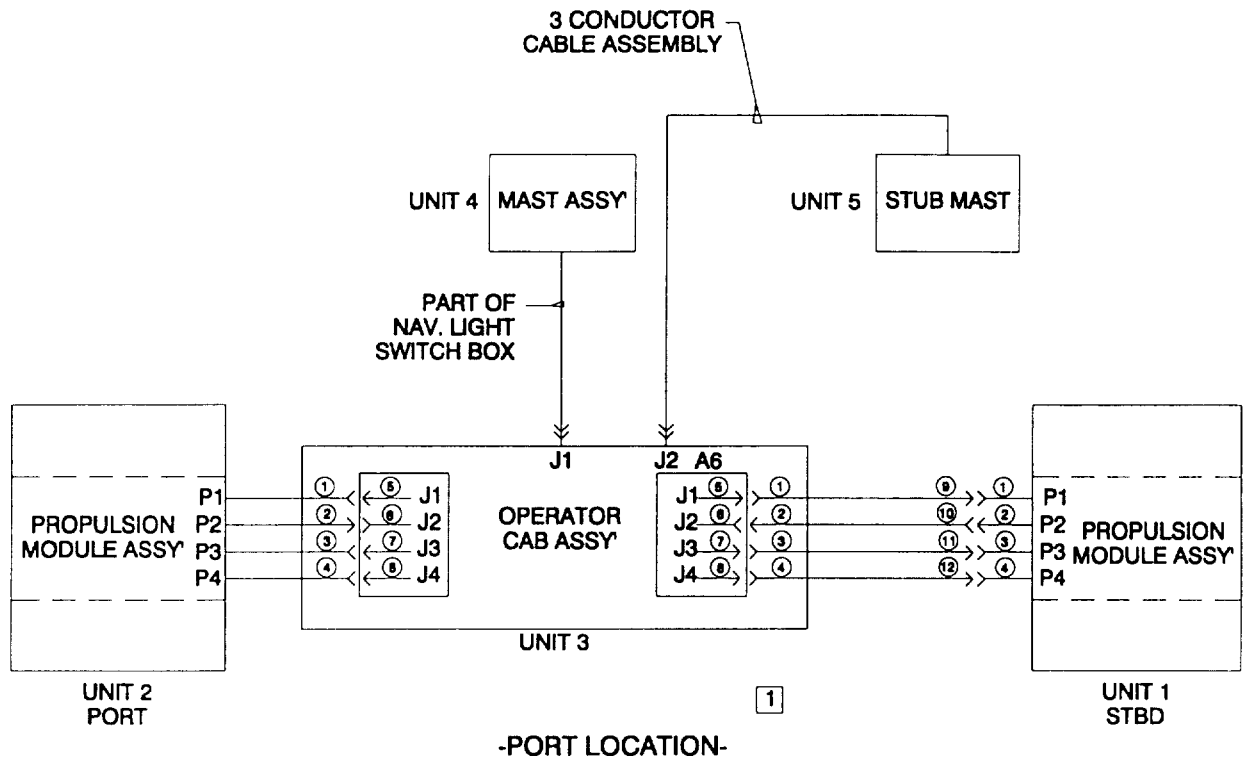 3 CONDUCTOR
CABLE ASSEMBLY
UNIT 4
MAST ASSY'
UNIT 5
STUB MAST
PART OF
NAV. LIGHT
SWITCH BOX
J1
J2 A6
P1 1 5 J1
P2 2 6 J2
P3 3 7 J3
P4 4 8 J4
PROPULSION
MODULE ASSY'
OPERATOR
CAB ASSY'
J1 5 1 9 1 P1
J2 6 2 10 2 P2
J3 7 3 11 3 P3
J4 8 4 12 4 P4
PROPULSION
MODULE ASSY'
UNIT 3
UNIT 2
PORT
1
UNIT 1
STBD
-PORT LOCATION-